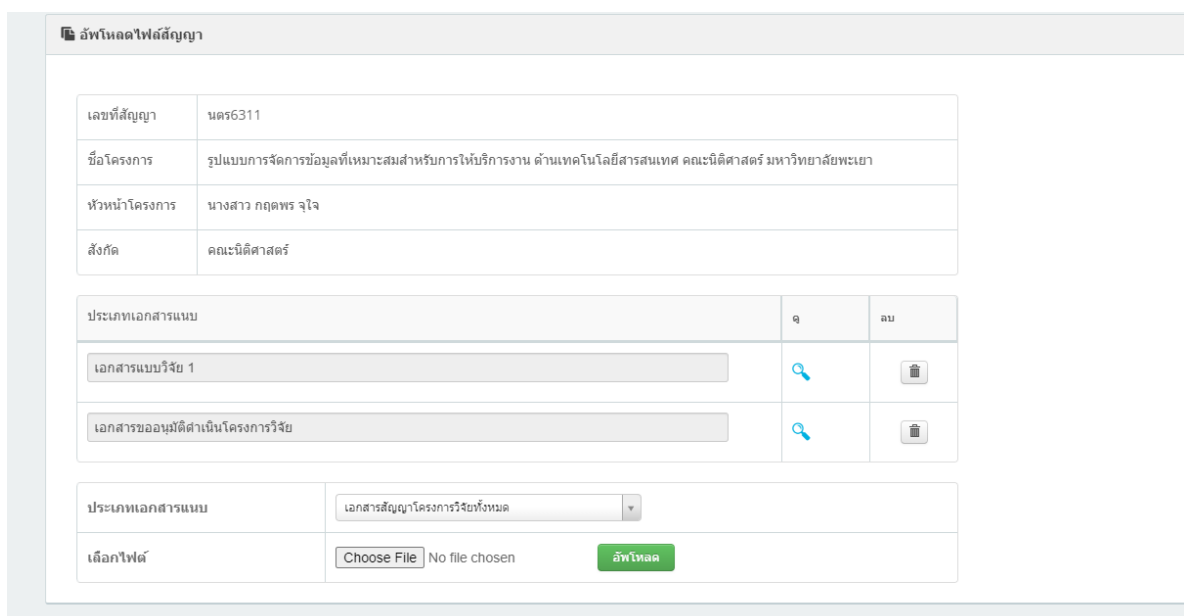 อัพโหลดไฟล์สัญญา
เลขที่สัญญา นตร6311
ชื่อโครงการ รูปแบบการจัดการข้อมูลที่เหมาะสมสำหรับการให้บริการงาน ด้านเทคโนโลยีสารสนเทศ คณะนิติศาสตร์ มหาวิทยาลัยพะเยา
หัวหน้าโครงการ นางสาว กฤตพร จุใจ
สังกัด คณะนิติศาสตร์
ประเภทเอกสารแนบ ดู ลบ
เอกสารแบบวิจัย 1
เอกสารขออนุมัติดำเนินโครงการวิจัย
ประเภทเอกสารแนบ เอกสารสัญญาโครงการวิจัยทั้งหมด
เลือกไฟล์ Choose File No file chosen อัพโหลด